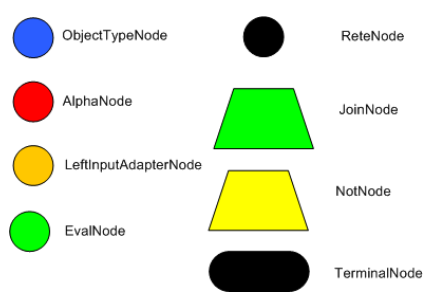 ObjectTypeNode
AlphaNode
LeftInputAdapterNode
EvalNode
ReteNode
JoinNode
NotNode
TerminalNode